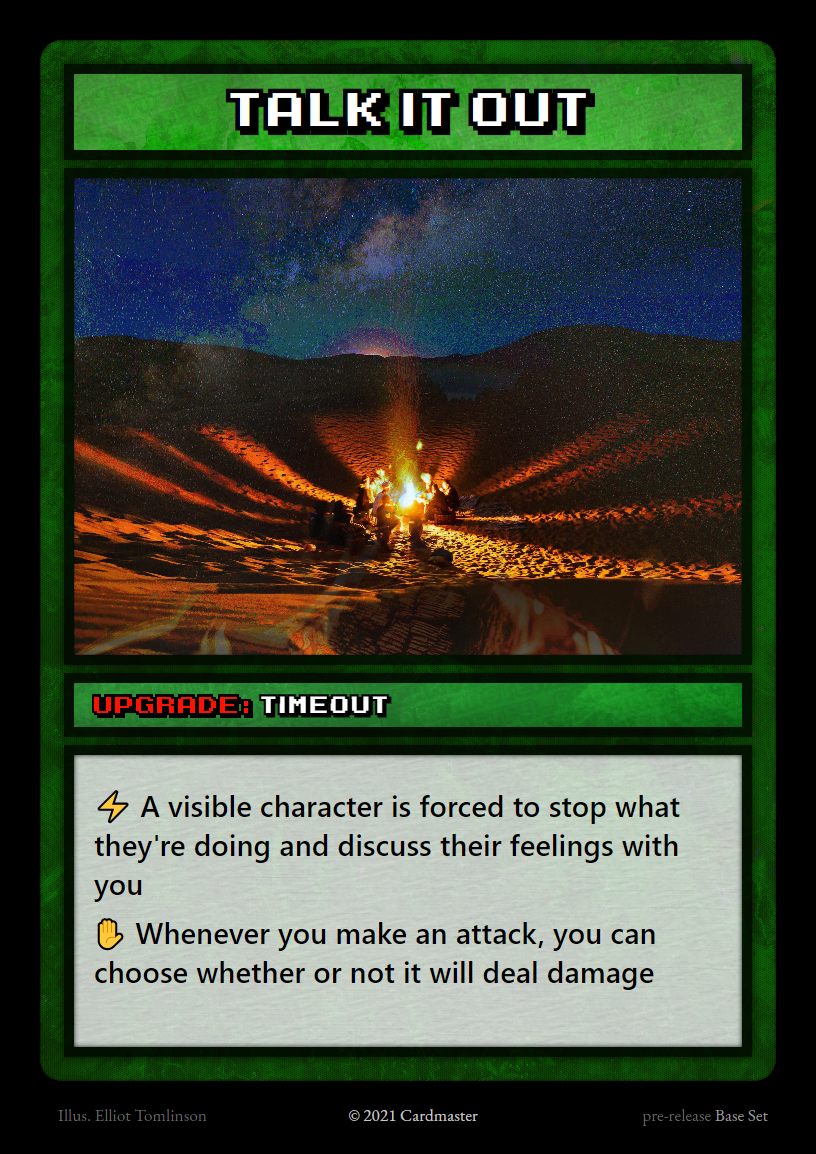 TALK IT OUT
UPGRADE: TIMEOUT
⚡ A visible character is forced to stop what
they're doing and discuss their feelings with
you
✋ Whenever you make an attack, you can
choose whether or not it will deal damage
Illus. Elliot Tomlinson © 2021 Cardmaster pre-release Base Set